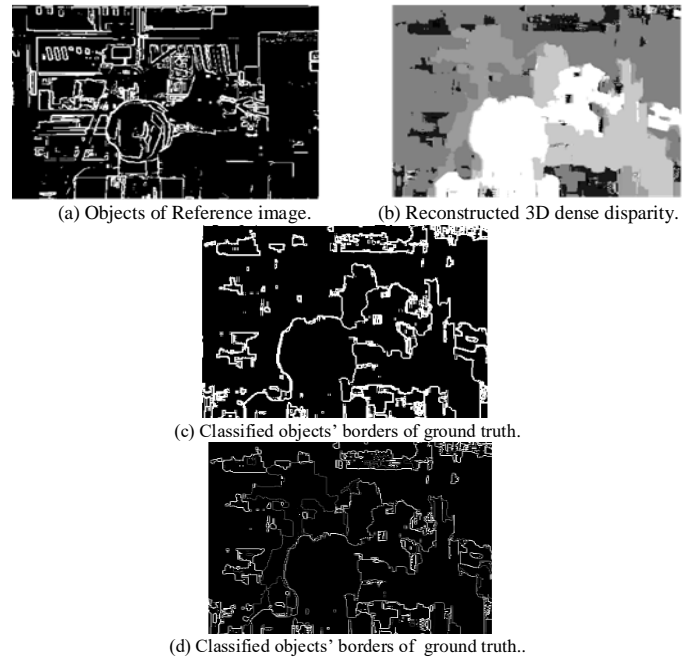 (a) Objects of Reference image.
(b) Reconstructed 3D dense disparity.
(c) Classified objects’ borders of ground truth.
(d) Classified objects’ borders of ground truth..